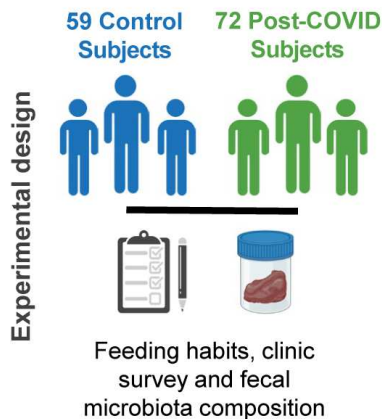 59 Control
Subjects
72 Post-COVID
Subjects
Experimental design
Feeding habits, clinic
survey and fecal
microbiota composition